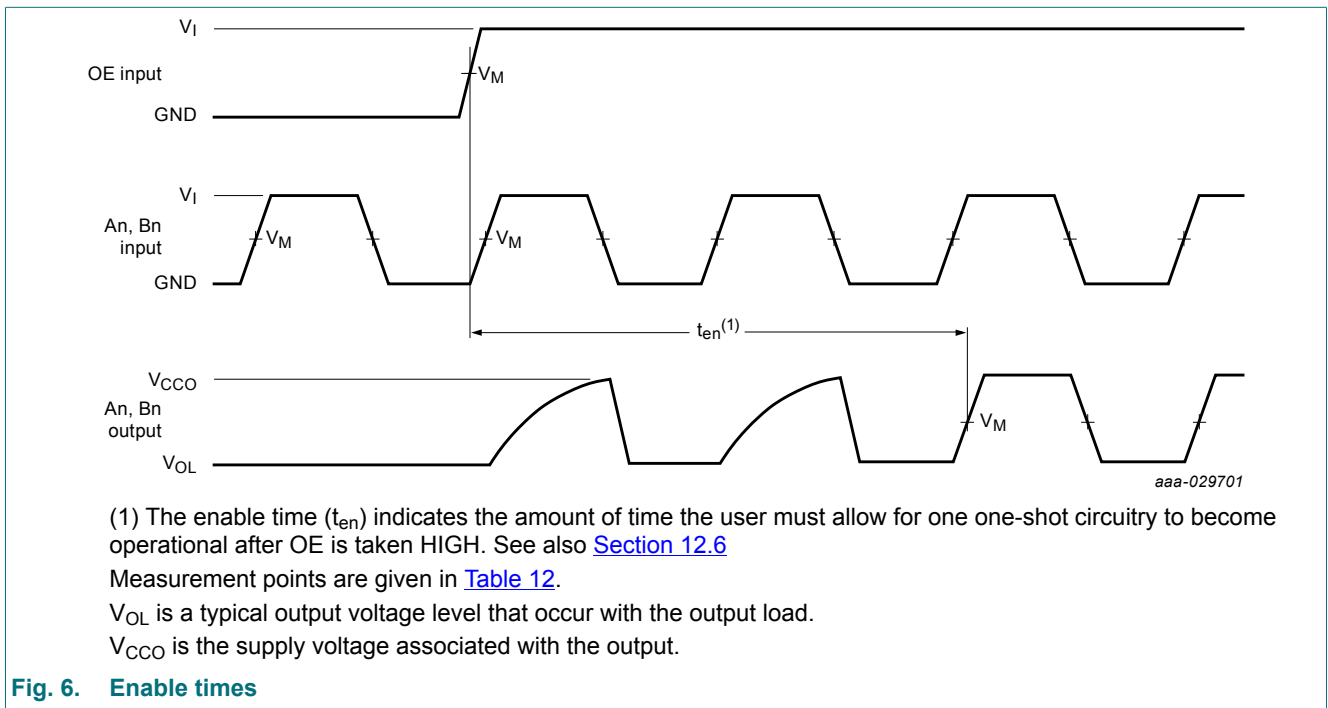 VI
OE input
VM
GND
VI
An, Bn
input
VM
VM
GND
ten(1)
VCCO
An, Bn
output
VM
VOL
aaa-029701
(1) The enable time (ten) indicates the amount of time the user must allow for one one-shot circuitry to become
operational after OE is taken HIGH. See also Section 12.6
Measurement points are given in Table 12.
VOL is a typical output voltage level that occur with the output load.
VCCO is the supply voltage associated with the output.
Fig. 6. Enable times